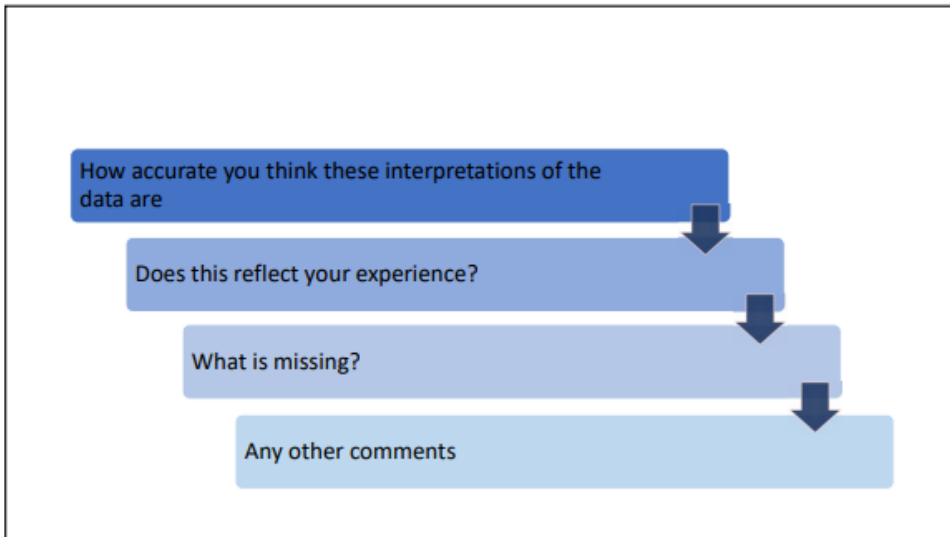 How accurate you think these interpretations of the
data are
Does this reflect your experience?
What is missing?
Any other comments